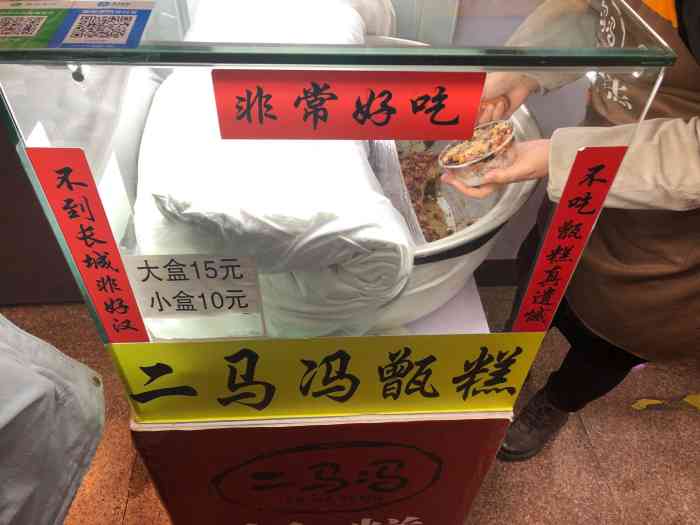 非常好吃
不到长城非好汉
不吃甑糕真遗憾
大盒15元
小盒10元
二马冯甑糕
二马冯